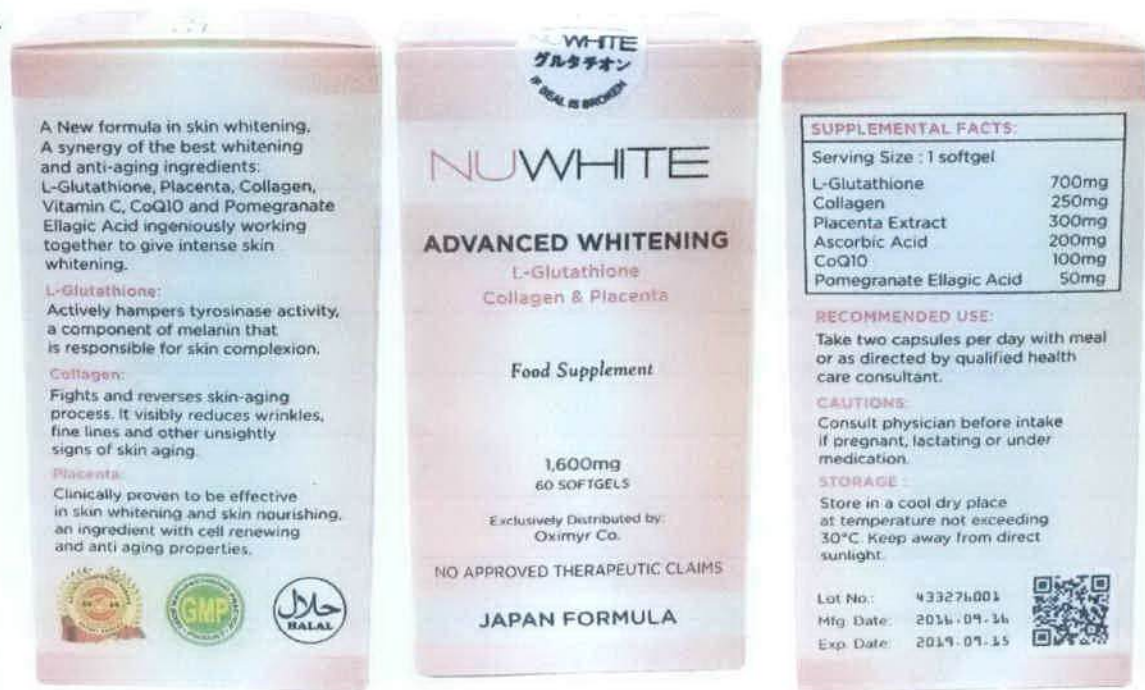 A New formula in skin whitening.
A synergy of the best whitening
and anti-aging ingredients:
L-Glutathione, Placenta, Collagen,
Vitamin C, CoQ10 and Pomegranate
Ellagic Acid ingeniously working
together to give intense skin
whitening.
L-Glutathione:
Actively hampers tyrosinase activity,
a component of melanin that
is responsible for skin complexion.
Collagen:
Fights and reverses skin-aging
process. It visibly reduces wrinkles,
fine lines and other unsightly
signs of skin aging.
Placenta:
Clinically proven to be effective
in skin whitening and skin nourishing,
an ingredient with cell renewing
and anti aging properties.
GMP
حلال
HALAL
NUWHITE
グルタチオン
IF SEAL IS BROKEN
NUWHITE
ADVANCED WHITENING
L-Glutathione
Collagen & Placenta
Food Supplement
1,600mg
60 SOFTGELS
Exclusively Distributed by:
Oximyr Co.
NO APPROVED THERAPEUTIC CLAIMS
JAPAN FORMULA
SUPPLEMENTAL FACTS:
Serving Size : 1 softgel
L-Glutathione 700mg
Collagen 250mg
Placenta Extract 300mg
Ascorbic Acid 200mg
CoQ10 100mg
Pomegranate Ellagic Acid 50mg
RECOMMENDED USE:
Take two capsules per day with meal
or as directed by qualified health
care consultant.
CAUTIONS:
Consult physician before intake
if pregnant, lactating or under
medication.
STORAGE :
Store in a cool dry place
at temperature not exceeding
30°C. Keep away from direct
sunlight.
Lot No.: 433276001
Mfg. Date: 2016.09.16
Exp. Date: 2019.09.15